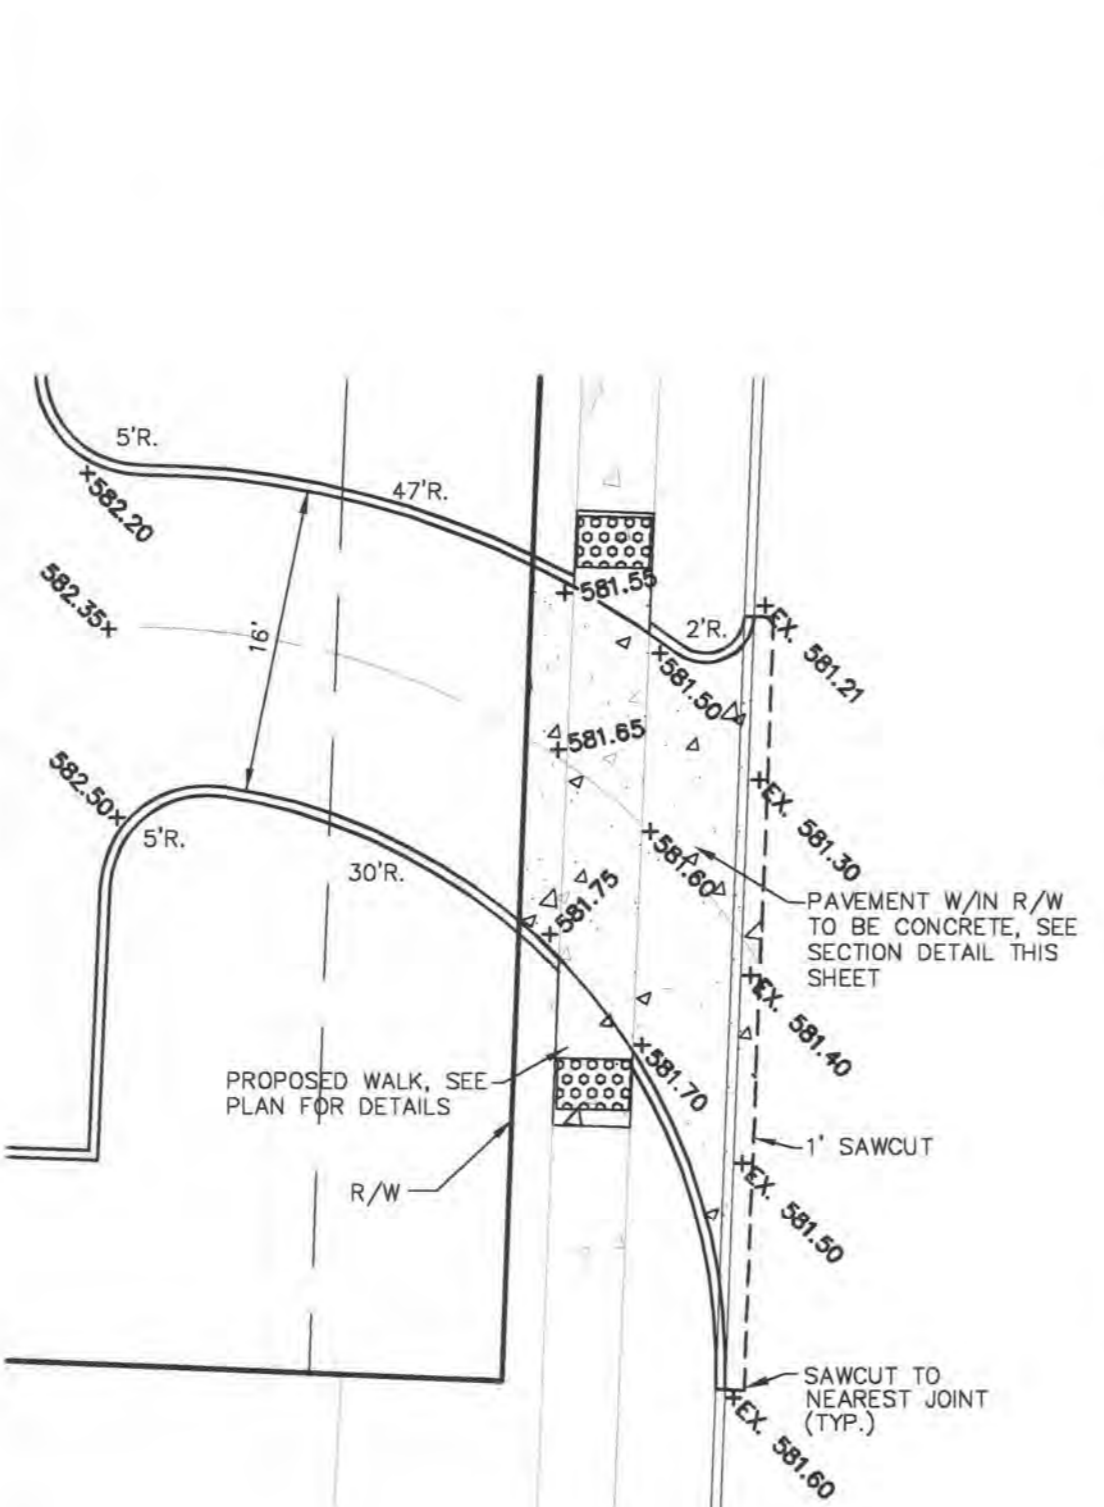 5'R.
47'R.
582.20
582.35
16'
581.55
2'R.
EX. 581.21
581.50
581.65
EX. 581.30
582.50
5'R.
30'R.
581.60
581.75
PAVEMENT W/IN R/W
TO BE CONCRETE, SEE
SECTION DETAIL THIS
SHEET
EX. 581.40
581.70
PROPOSED WALK, SEE
PLAN FOR DETAILS
1' SAWCUT
R/W
EX. 581.50
SAWCUT TO
NEAREST JOINT
(TYP.)
EX. 581.60